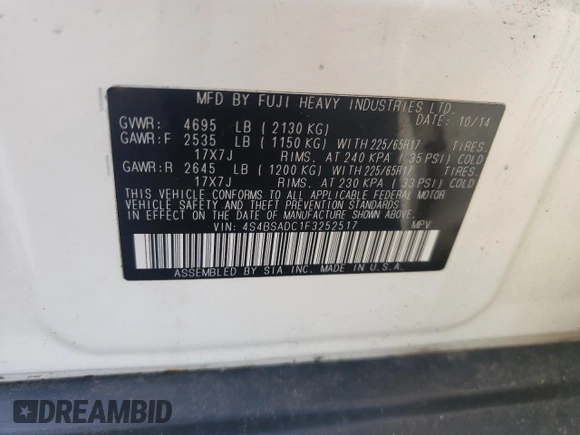 MFD BY FUJI HEAVY INDUSTRIES LTD.
GVWR: 4695 LB ( 2130 KG) 10/14
GAWR:F 2535 LB ( 1150 KG) WITH 225/65R17 TIRES.
17X7J RIMS. AT 240 KPA ( 35 PSI) COLD
GAWR:R 2645 LB ( 1200 KG) WITH 225/65R17 TIRES.
17X7J RIMS. AT 230 KPA ( 33 PSI) COLD
THIS VEHICLE CONFORMS TO ALL APPLICABLE FEDERAL MOTOR
VEHICLE SAFETY AND THEFT PREVENTION STANDARDS IN EFFECT
ON THE DATE OF MANUFACTURE SHOWN ABOVE.
VIN: 4S4BSADC1F3252517 MPV
ASSEMBLED BY SIA INC. MADE IN U.S.A.
DREAMBID